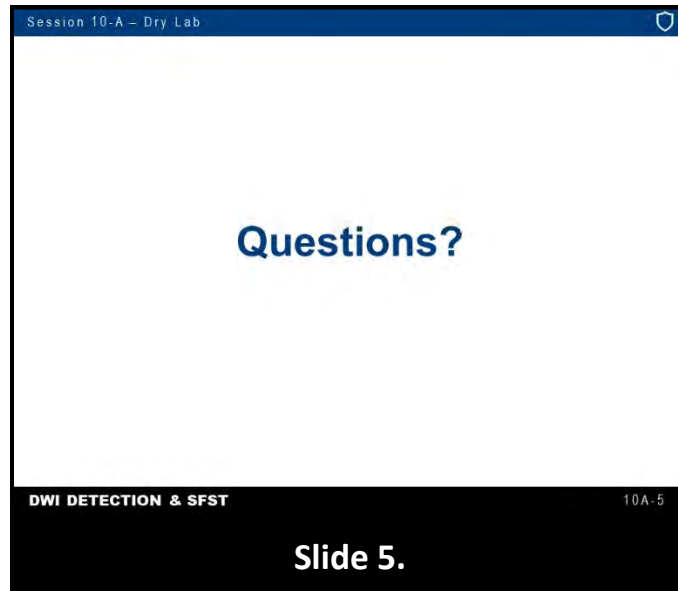 Session 10-A – Dry Lab
Questions?
DWI DETECTION & SFST 10A-5
Slide 5.